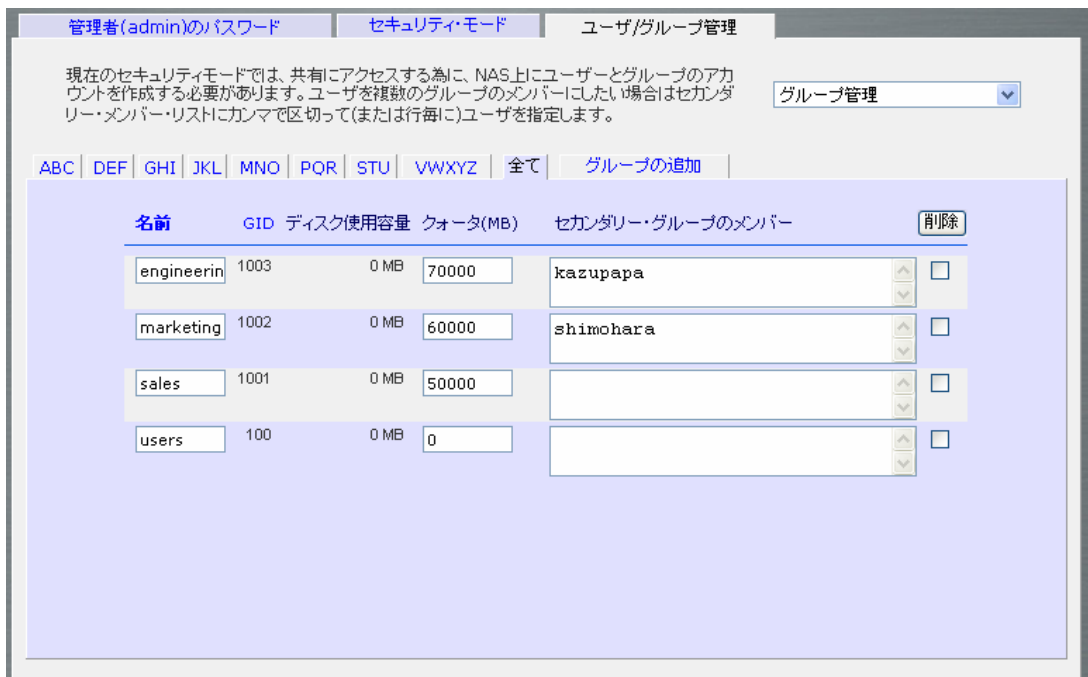 管理者(admin)のパスワード セキュリティ・モード ユーザ/グループ管理
現在のセキュリティモードでは、共有にアクセスする為に、NAS上にユーザーとグループのアカ
ウントを作成する必要があります。ユーザを複数のグループのメンバーにしたい場合はセカンダ
リー・メンバー・リストにカンマで区切って(または行毎に)ユーザを指定します。
グループ管理
ABC DEF GHI JKL MNO PQR STU VWXYZ 全て グループの追加
名前 GID ディスク使用容量 クォータ(MB) セカンダリー・グループのメンバー 削除
engineerin 1003 0 MB 70000 kazupapa
marketing 1002 0 MB 60000 shimohara
sales 1001 0 MB 50000
users 100 0 MB 0